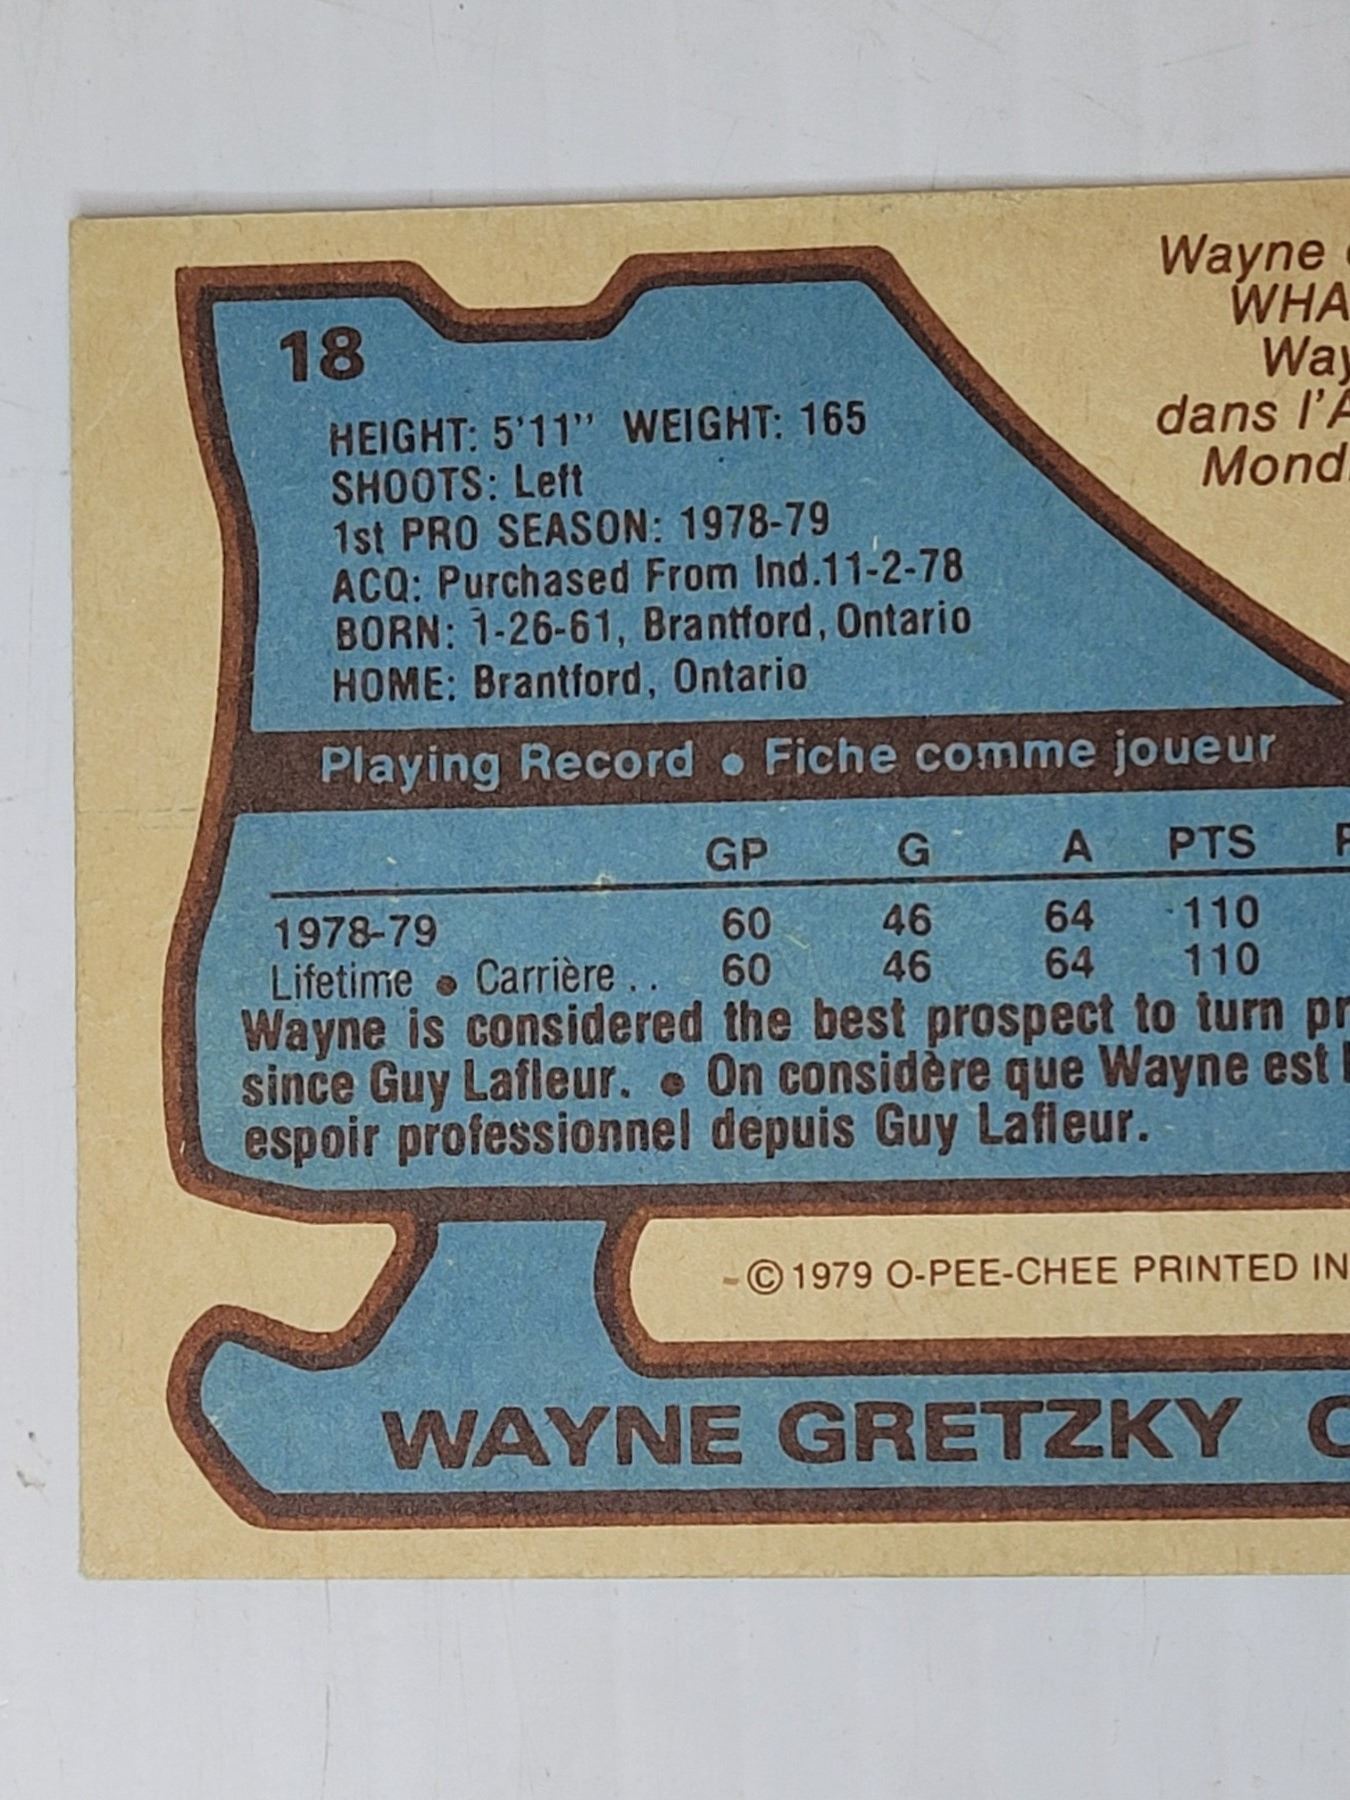 Wayne
WHA
dans l'A
18
HEIGHT: 5'11" WEIGHT: 165
SHOOTS: Left
1st PRO SEASON: 1978-79
ACQ: Purchased From Ind.11-2-78
BORN: 1-26-61, Brantford, Ontario
HOME: Brantford, Ontario
Playing Record • Fiche comme joueur
GP G A PTS
1978-79 60 46 64 110
Lifetime • Carrière .. 60 46 64 110
Wayne is considered the best prospect to turn pr
since Guy Lafleur. • On considère que Wayne est
espoir professionnel depuis Guy Lafleur.
© 1979 O-PEE-CHEE PRINTED IN
WAYNE GRETZKY